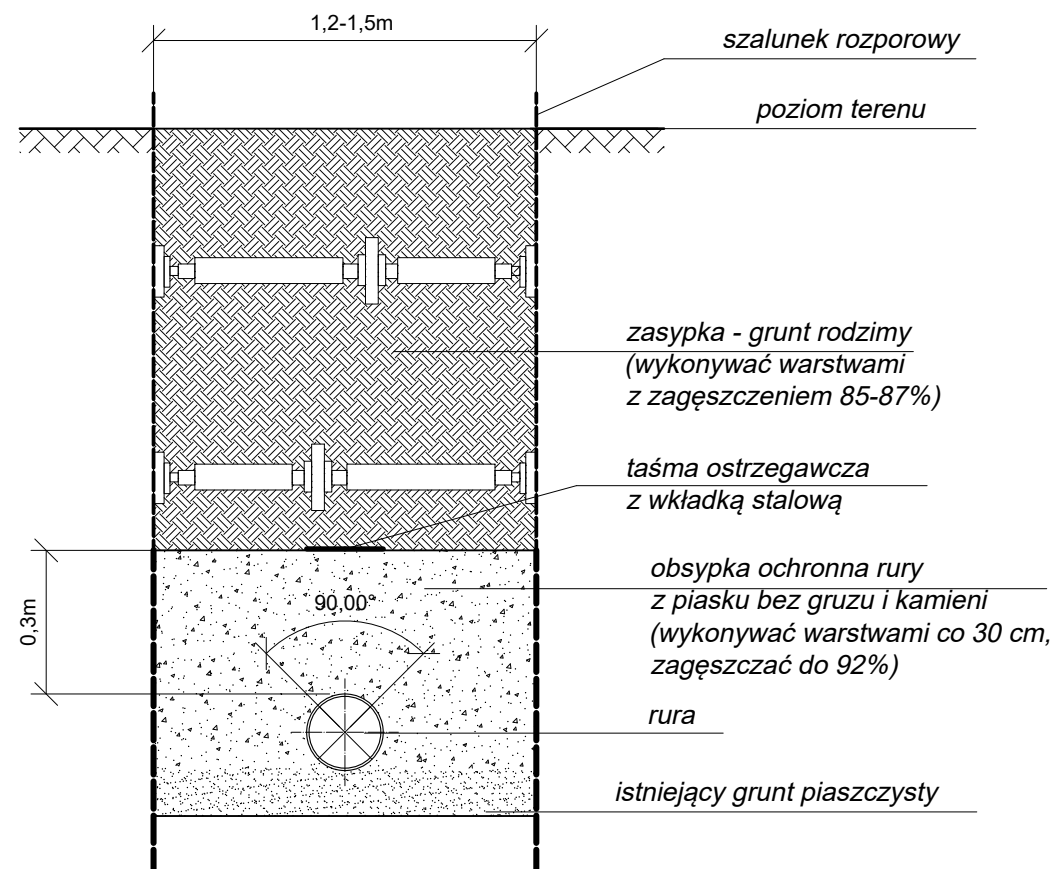 1,2-1,5m
szalunek rozporowy
poziom terenu
zasypka - grunt rodzimy
(wykonywać warstwami
z zagęszczeniem 85-87%)
taśma ostrzegawcza
z wkładką stalową
0,3m
90,00°
obsypka ochronna rury
z piasku bez gruzu i kamieni
(wykonywać warstwami co 30 cm,
zagęszczać do 92%)
rura
istniejący grunt piaszczysty